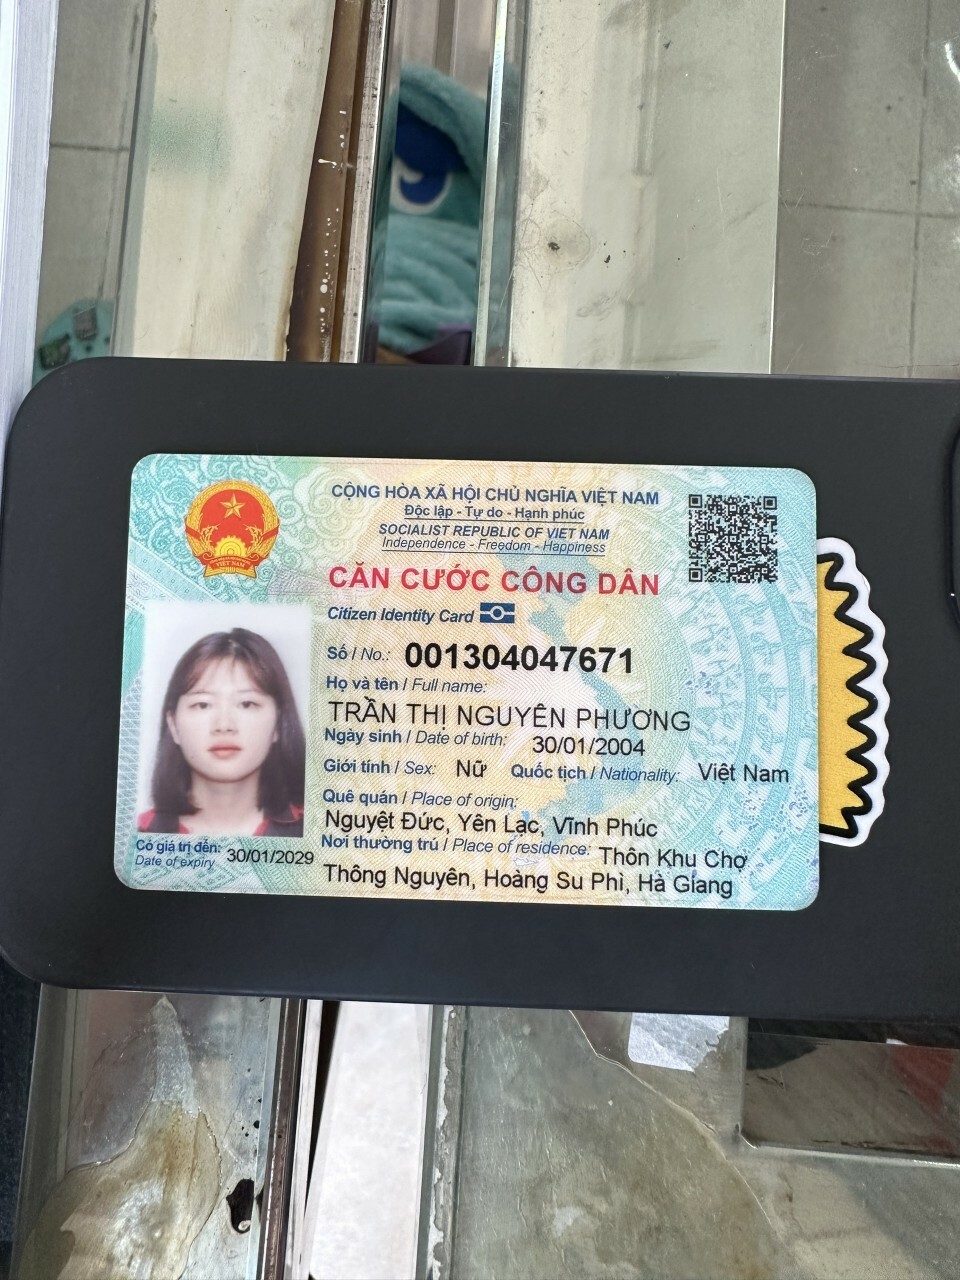 CỘNG HÒA XÃ HỘI CHỦ NGHĨA VIỆT NAM
Độc lập - Tự do - Hạnh phúc
SOCIALIST REPUBLIC OF VIET NAM
Independence - Freedom - Happiness
CĂN CƯỚC CÔNG DÂN
Citizen Identity Card
Số / No.: 001304047671
Họ và tên / Full name:
TRẦN THỊ NGUYÊN PHƯƠNG
Ngày sinh / Date of birth: 30/01/2004
Giới tính / Sex: Nữ Quốc tịch / Nationality: Việt Nam
Quê quán / Place of origin:
Nguyệt Đức, Yên Lạc, Vĩnh Phúc
Nơi thường trú / Place of residence: Thôn Khu Chợ
Thông Nguyên, Hoàng Su Phì, Hà Giang
Có giá trị đến: 30/01/2029
Date of expiry
VIỆT NAM